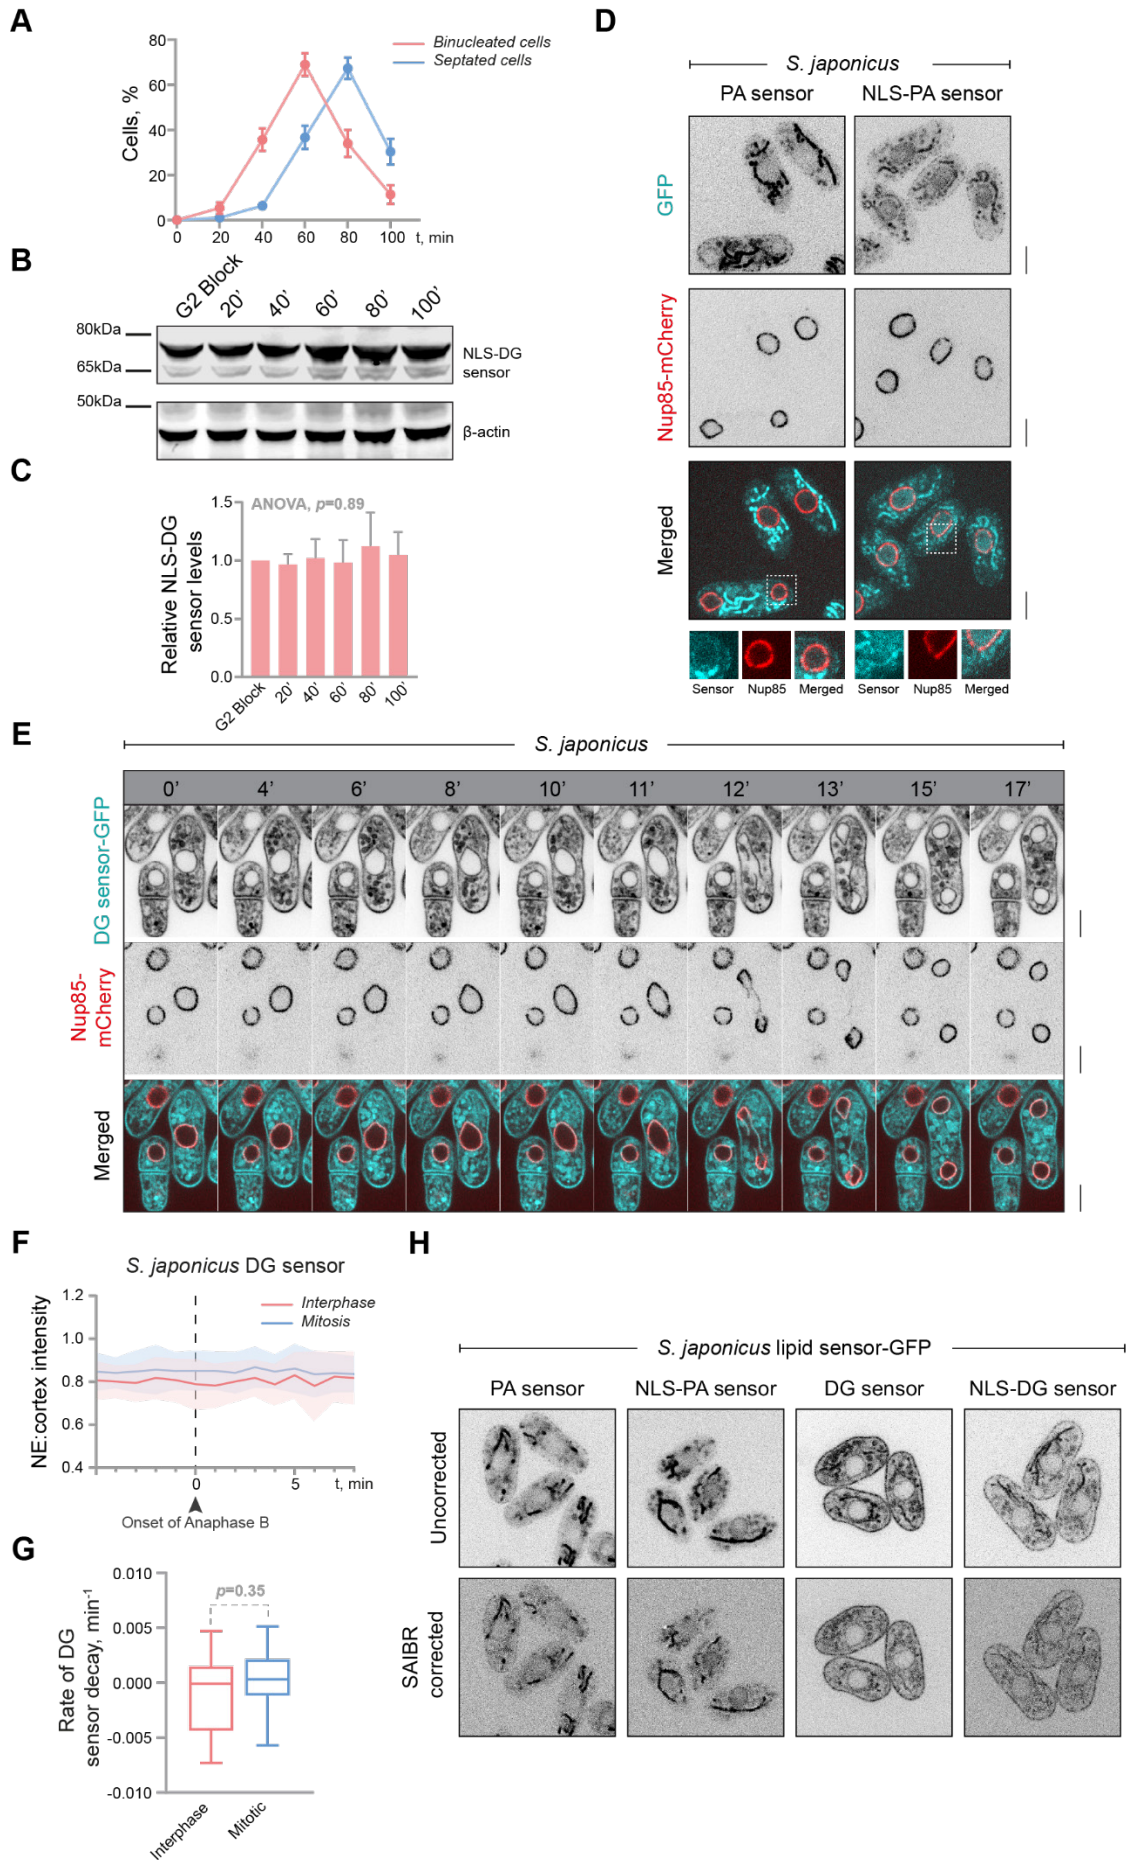 A
80
60
40
20
0
Cells, %
Binucleated cells
Septated cells
0 20 40 60 80 100 t, min
B
G2 Block 20' 40' 60' 80' 100'
80kDa
65kDa
50kDa
NLS-DG
sensor
β-actin
C
Relative NLS-DG
sensor levels
1.5
1.0
0.5
0.0
ANOVA, p=0.89
G2 Block 20' 40' 60' 80' 100'
D
S. japonicus
PA sensor NLS-PA sensor
GFP
Nup85-mCherry
Merged
Sensor Nup85 Merged Sensor Nup85 Merged
E
S. japonicus
0' 4' 6' 8' 10' 11' 12' 13' 15' 17'
DG sensor-GFP
Nup85-
mCherry
Merged
F
S. japonicus DG sensor
NE:cortex intensity
1.2
1.0
0.8
0.6
0.4
Interphase
Mitosis
0 5 t, min
Onset of Anaphase B
G
Rate of DG
sensor decay, min-1
0.010
0.005
0.000
-0.005
-0.010
p=0.35
Interphase Mitotic
H
S. japonicus lipid sensor-GFP
PA sensor NLS-PA sensor DG sensor NLS-DG sensor
Uncorrected
SAIBR
corrected